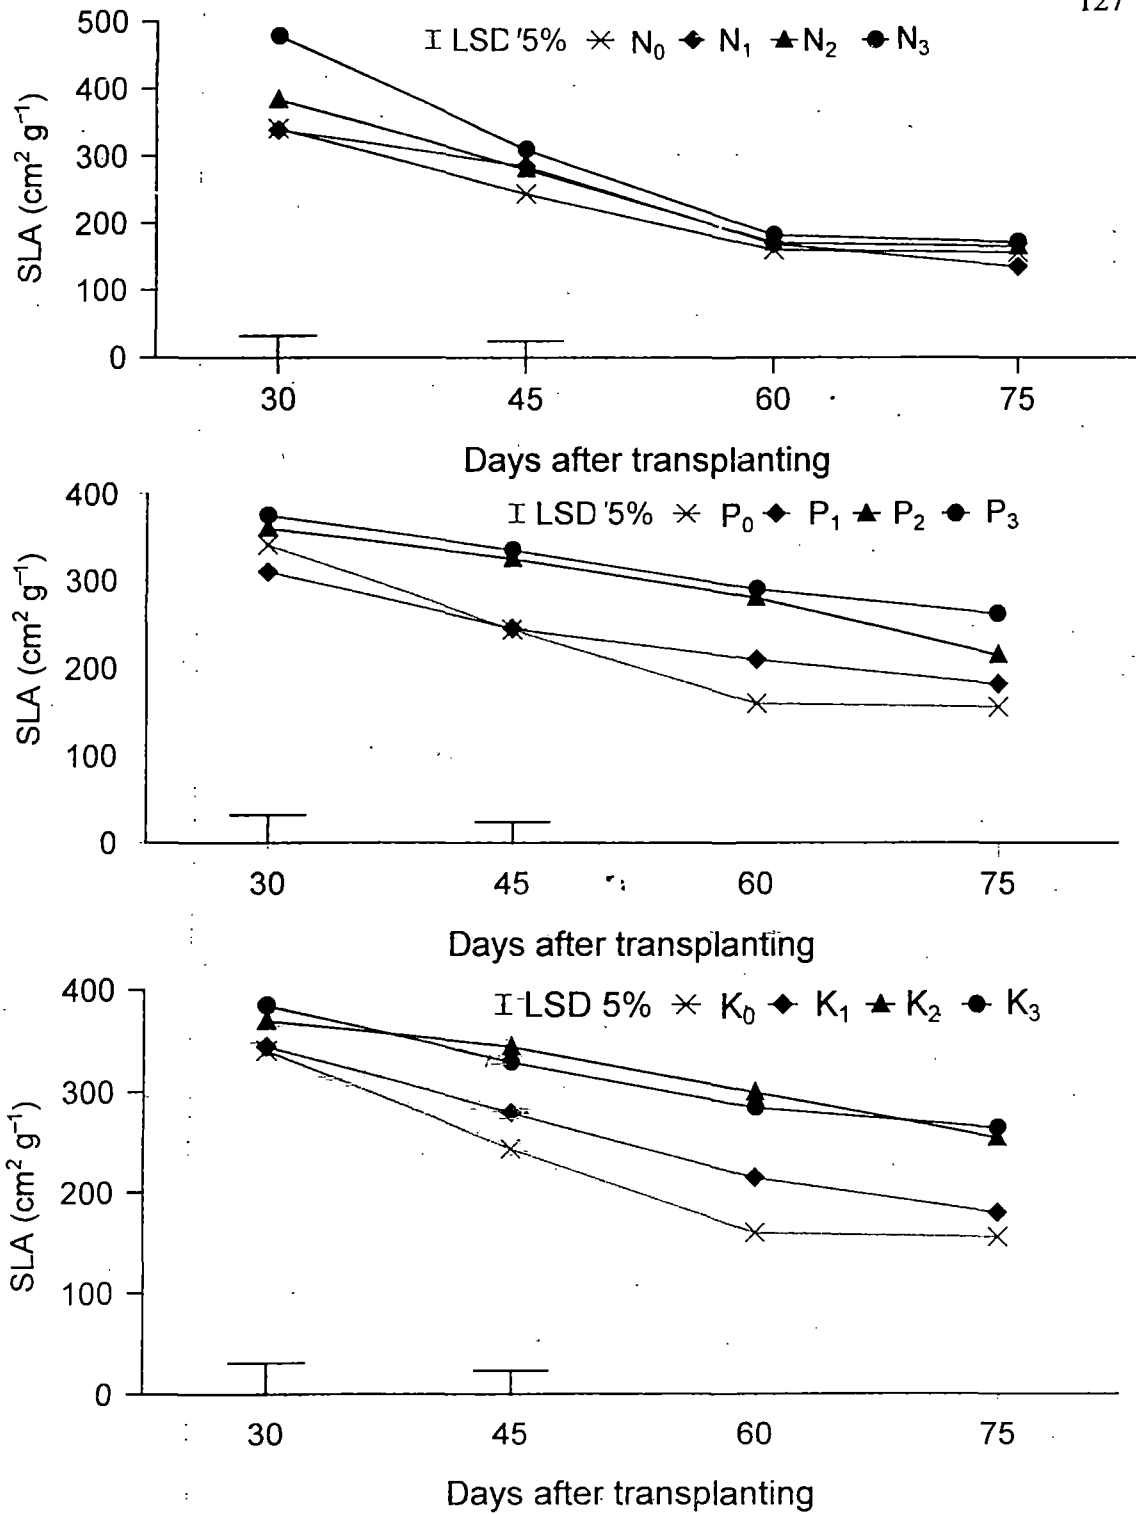 127
I LSD 5% N0 N1 N2 N3
500
400
300
200
100
0
SLA (cm² g⁻¹)
30 45 60 75
Days after transplanting
I LSD 5% P0 P1 P2 P3
400
300
200
100
0
SLA (cm² g⁻¹)
30 45 60 75
Days after transplanting
I LSD 5% K0 K1 K2 K3
400
300
200
100
0
SLA (cm² g⁻¹)
30 45 60 75
Days after transplanting